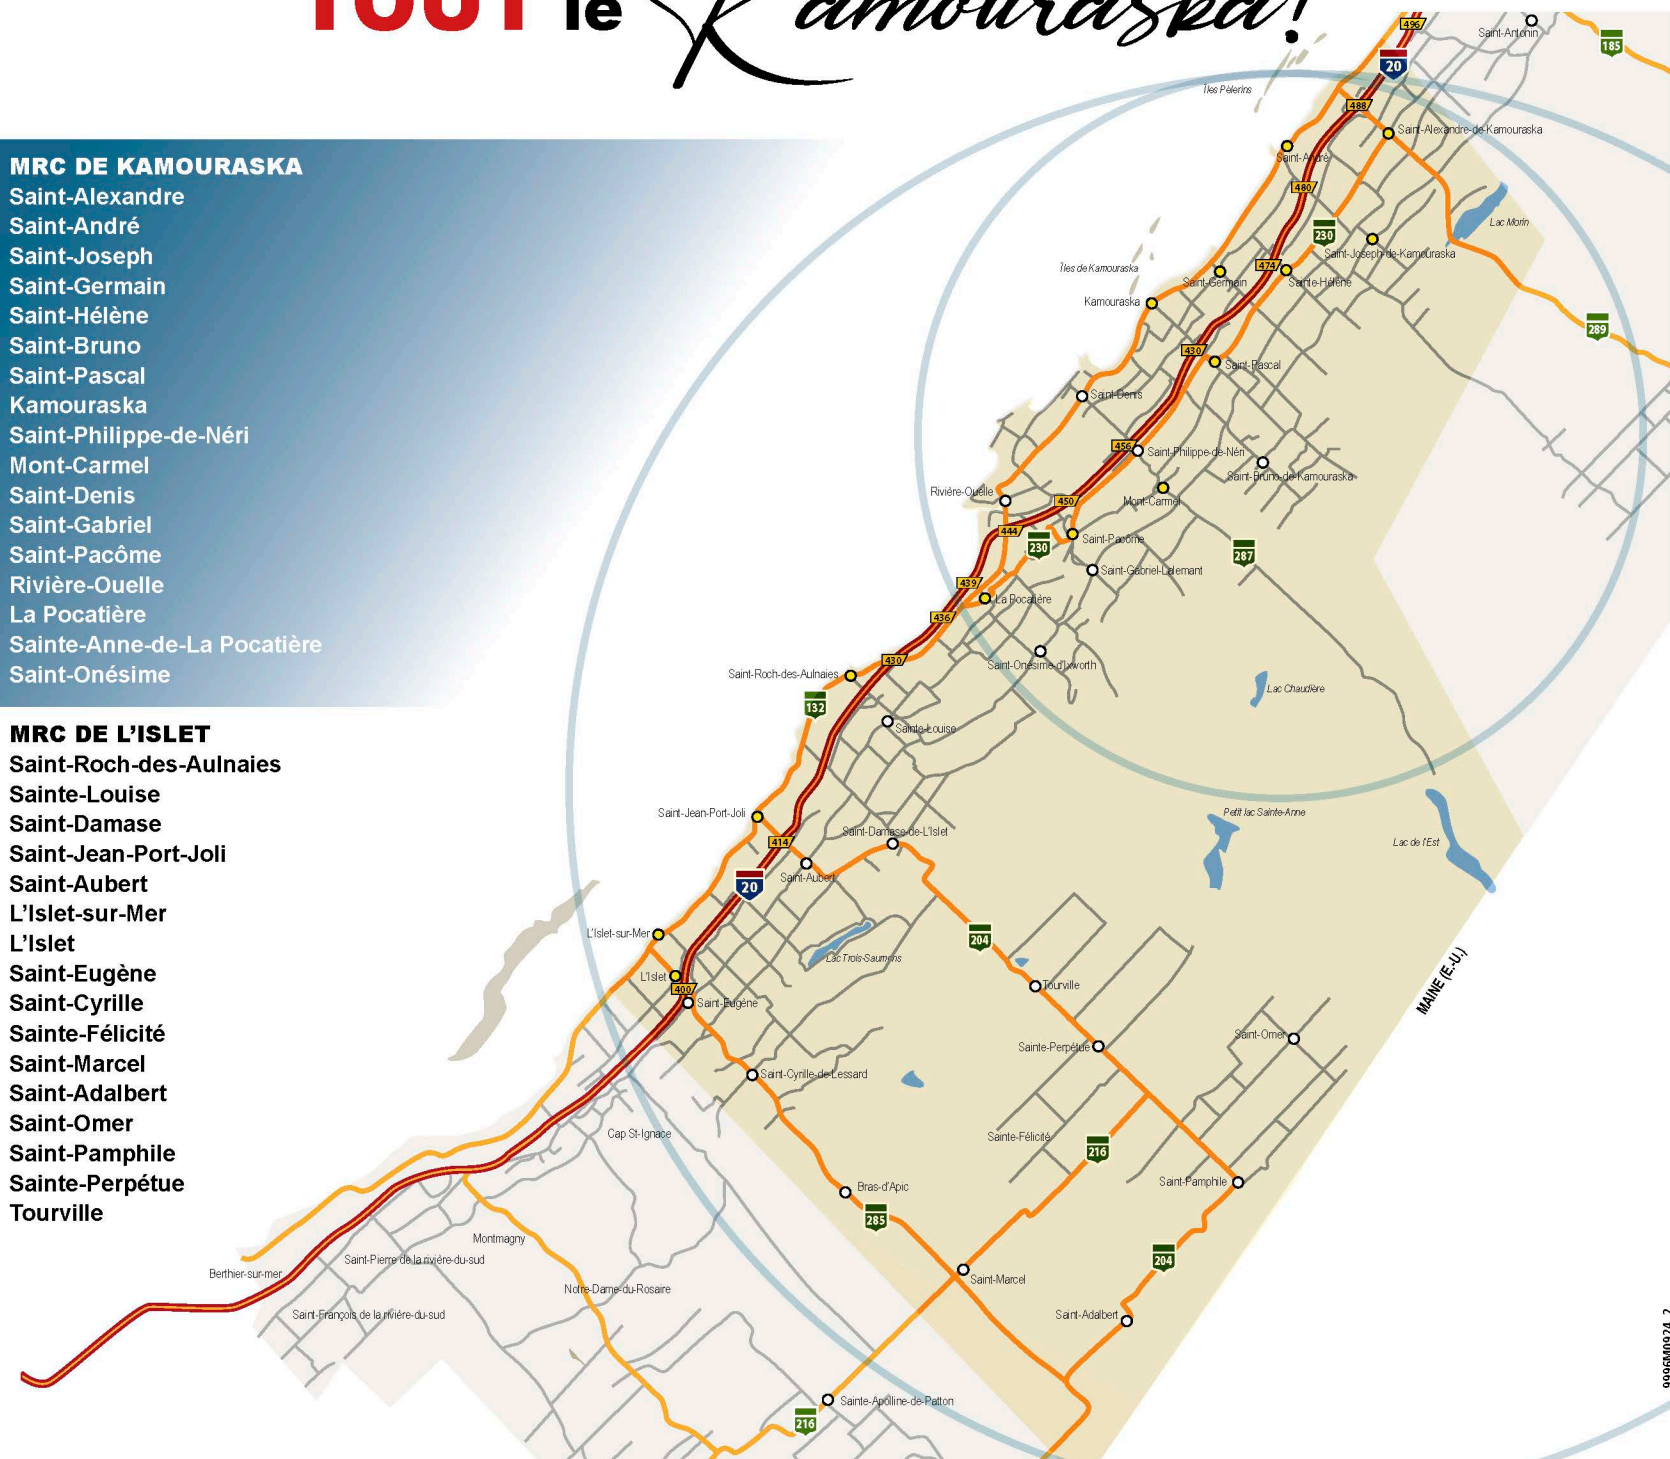 TOUT le Kamouraska!
MRC DE KAMOURASKA
Saint-Alexandre
Saint-André
Saint-Joseph
Saint-Germain
Saint-Hélène
Saint-Bruno
Saint-Pascal
Kamouraska
Saint-Philippe-de-Néri
Mont-Carmel
Saint-Denis
Saint-Gabriel
Saint-Pacôme
Rivière-Ouelle
La Pocatière
Sainte-Anne-de-La Pocatière
Saint-Onésime
MRC DE L'ISLET
Saint-Roch-des-Aulnaies
Sainte-Louise
Saint-Damase
Saint-Jean-Port-Joli
Saint-Aubert
L'Islet-sur-Mer
L'Islet
Saint-Eugène
Saint-Cyrille
Sainte-Félicité
Saint-Marcel
Saint-Adalbert
Saint-Omer
Saint-Pamphile
Sainte-Perpétue
Tourville
496
Saint-Antonin
185
20
Îles Pèlerins
488
Saint-Alexandre-de-Kamouraska
Saint-André
480
Lac Morin
230
Saint-Joseph-de-Kamouraska
Îles de Kamouraska
474
Saint-Germain
Sainte-Hélène
Kamouraska
289
430
Saint-Pascal
Saint-Denis
456
Saint-Philippe-de-Néri
Saint-Bruno-de-Kamouraska
Rivière-Ouelle
450
Mont-Carmel
444
230
Saint-Pacôme
287
Saint-Gabriel-Lalemant
439
La Pocatière
436
430
Saint-Onésime-d'Ixworth
Saint-Roch-des-Aulnaies
Lac Chaudière
132
Sainte-Louise
Saint-Jean-Port-Joli
Petit lac Sainte-Anne
414
Saint-Damase-de-L'Islet
Lac de l'Est
Saint-Aubert
20
L'Islet-sur-Mer
204
Lac Trois-Saumons
L'Islet
400
Saint-Eugène
Tourville
MAINE (É.-U.)
Sainte-Perpétue
Saint-Omer
Saint-Cyrille-de-Lessard
Cap St-Ignace
Sainte-Félicité
216
Saint-Pamphile
Bras-d'Apic
285
Montmagny
204
Saint-Pierre de la rivière-du-sud
Berthier-sur-mer
Saint-Marcel
Notre-Dame-du-Rosaire
Saint-François de la rivière-du-sud
Saint-Adalbert
Sainte-Apolline-de-Patton
216
9996M0924_2